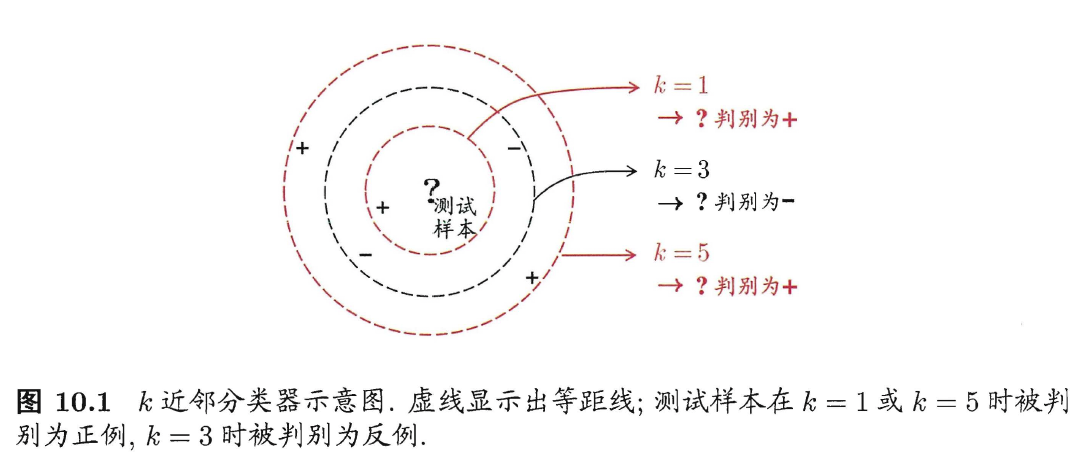 k = 1
→ ? 判别为+
+
−
k = 3
→ ? 判别为−
?
+
测试
样本
−
+
k = 5
→ ? 判别为+
图 10.1 k 近邻分类器示意图. 虚线显示出等距线; 测试样本在 k = 1 或 k = 5 时被判
别为正例, k = 3 时被判别为反例.